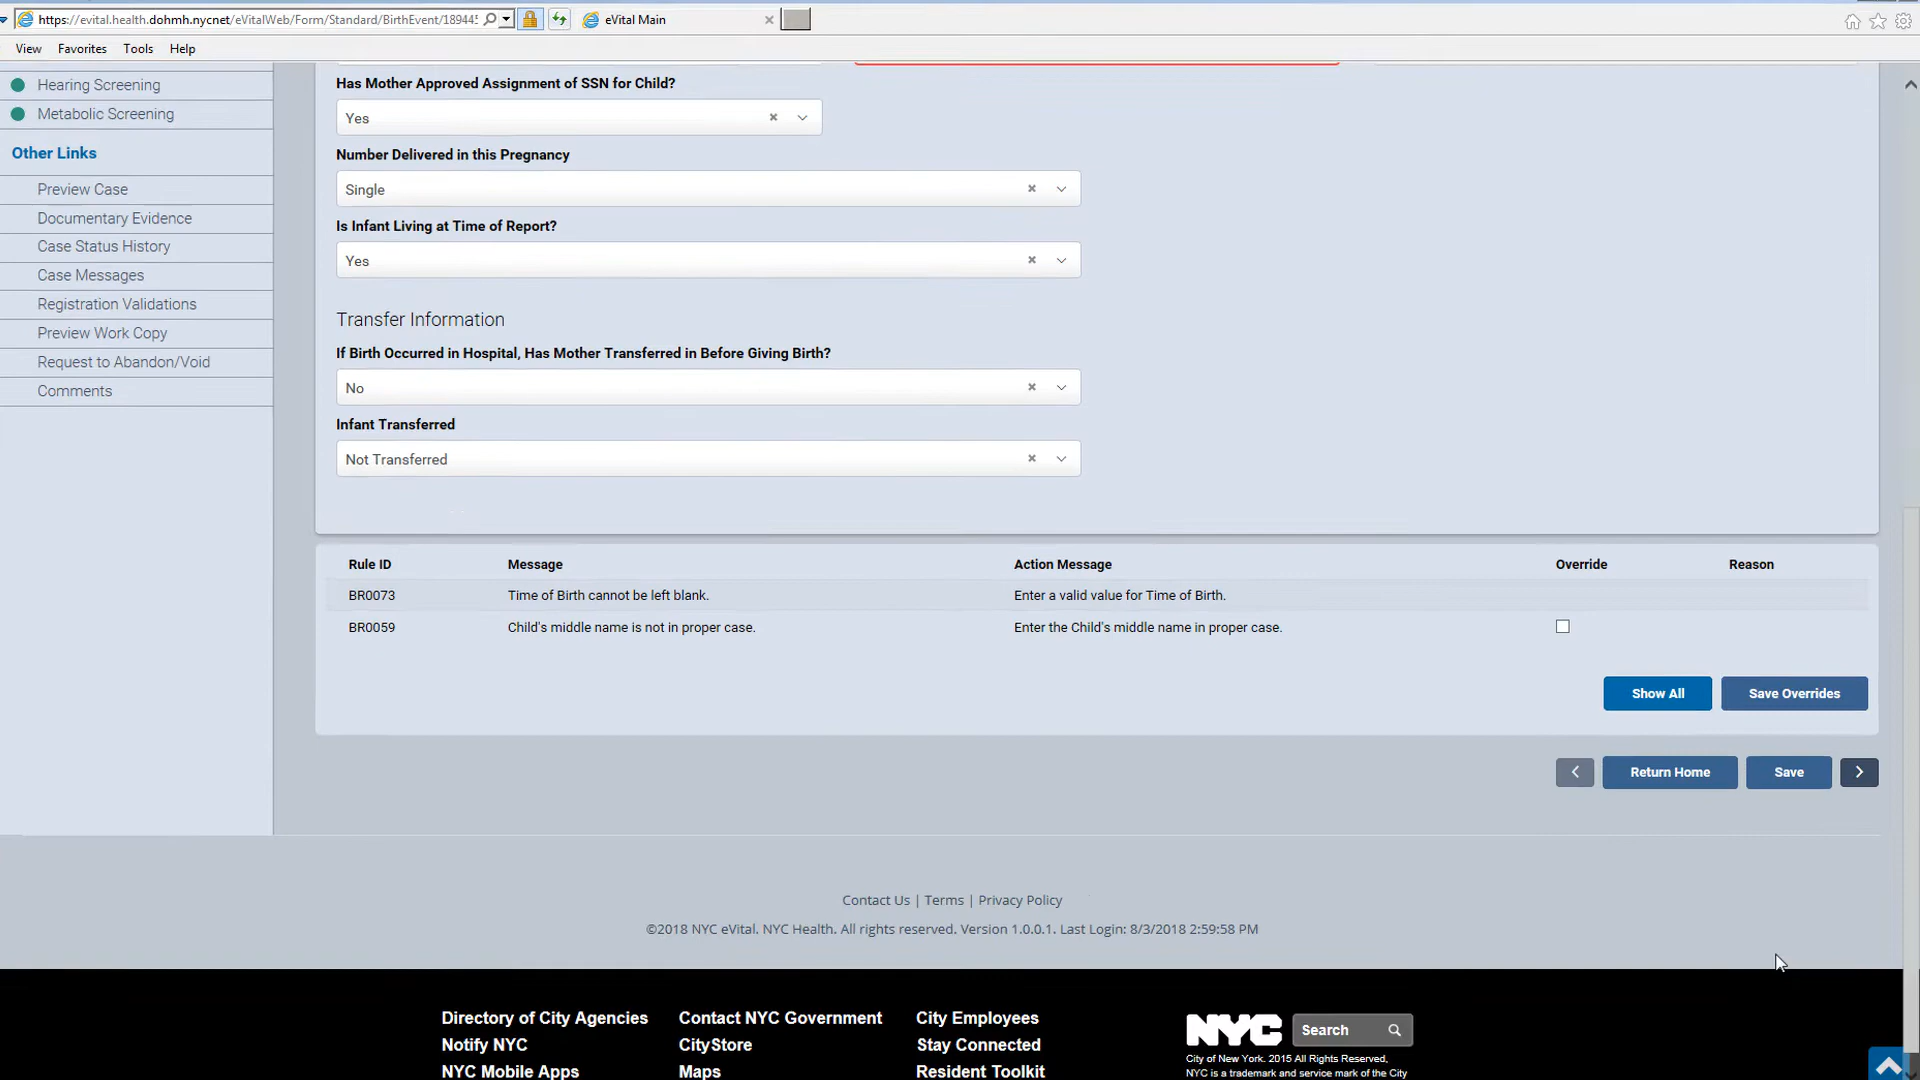 https://evital.health.dohmh.nycnet/eVitalWeb/Form/Standard/BirthEvent/18944
eVital Main
View Favorites Tools Help
Hearing Screening
Metabolic Screening
Other Links
Preview Case
Documentary Evidence
Case Status History
Case Messages
Registration Validations
Preview Work Copy
Request to Abandon/Void
Comments
Has Mother Approved Assignment of SSN for Child?
Yes
Number Delivered in this Pregnancy
Single
Is Infant Living at Time of Report?
Yes
Transfer Information
If Birth Occurred in Hospital, Has Mother Transferred in Before Giving Birth?
No
Infant Transferred
Not Transferred
Rule ID Message Action Message Override Reason
BR0073 Time of Birth cannot be left blank. Enter a valid value for Time of Birth.
BR0059 Child's middle name is not in proper case. Enter the Child's middle name in proper case.
Show All Save Overrides
Return Home Save
Contact Us | Terms | Privacy Policy
©2018 NYC eVital. NYC Health. All rights reserved. Version 1.0.0.1. Last Login: 8/3/2018 2:59:58 PM
Directory of City Agencies Contact NYC Government City Employees
Notify NYC CityStore Stay Connected
NYC Mobile Apps Maps Resident Toolkit
NYC Search
City of New York. 2015 All Rights Reserved,
NYC is a trademark and service mark of the City